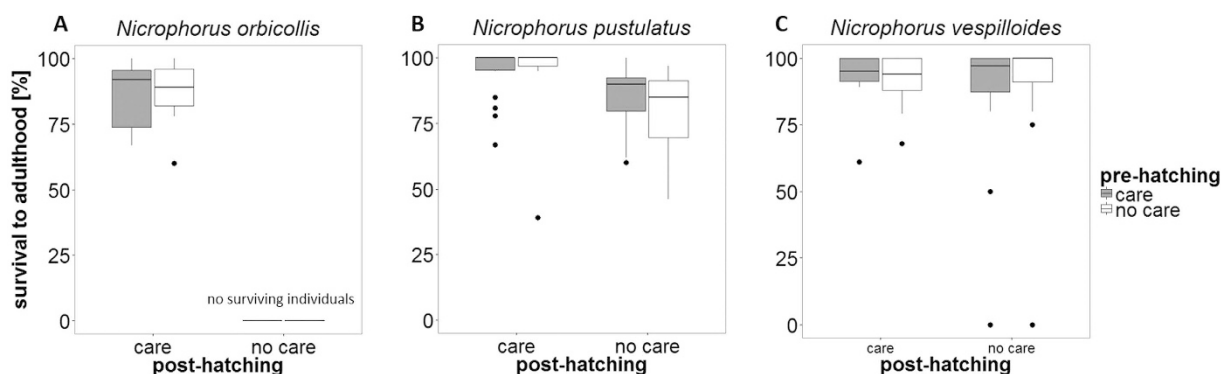 A
Nicrophorus orbicollis
B
Nicrophorus pustulatus
C
Nicrophorus vespilloides
survival to adulthood [%]
100
75
50
25
0
no surviving individuals
care
no care
post-hatching
100
75
50
25
0
care
no care
post-hatching
100
75
50
25
0
care
no care
post-hatching
pre-hatching
care
no care